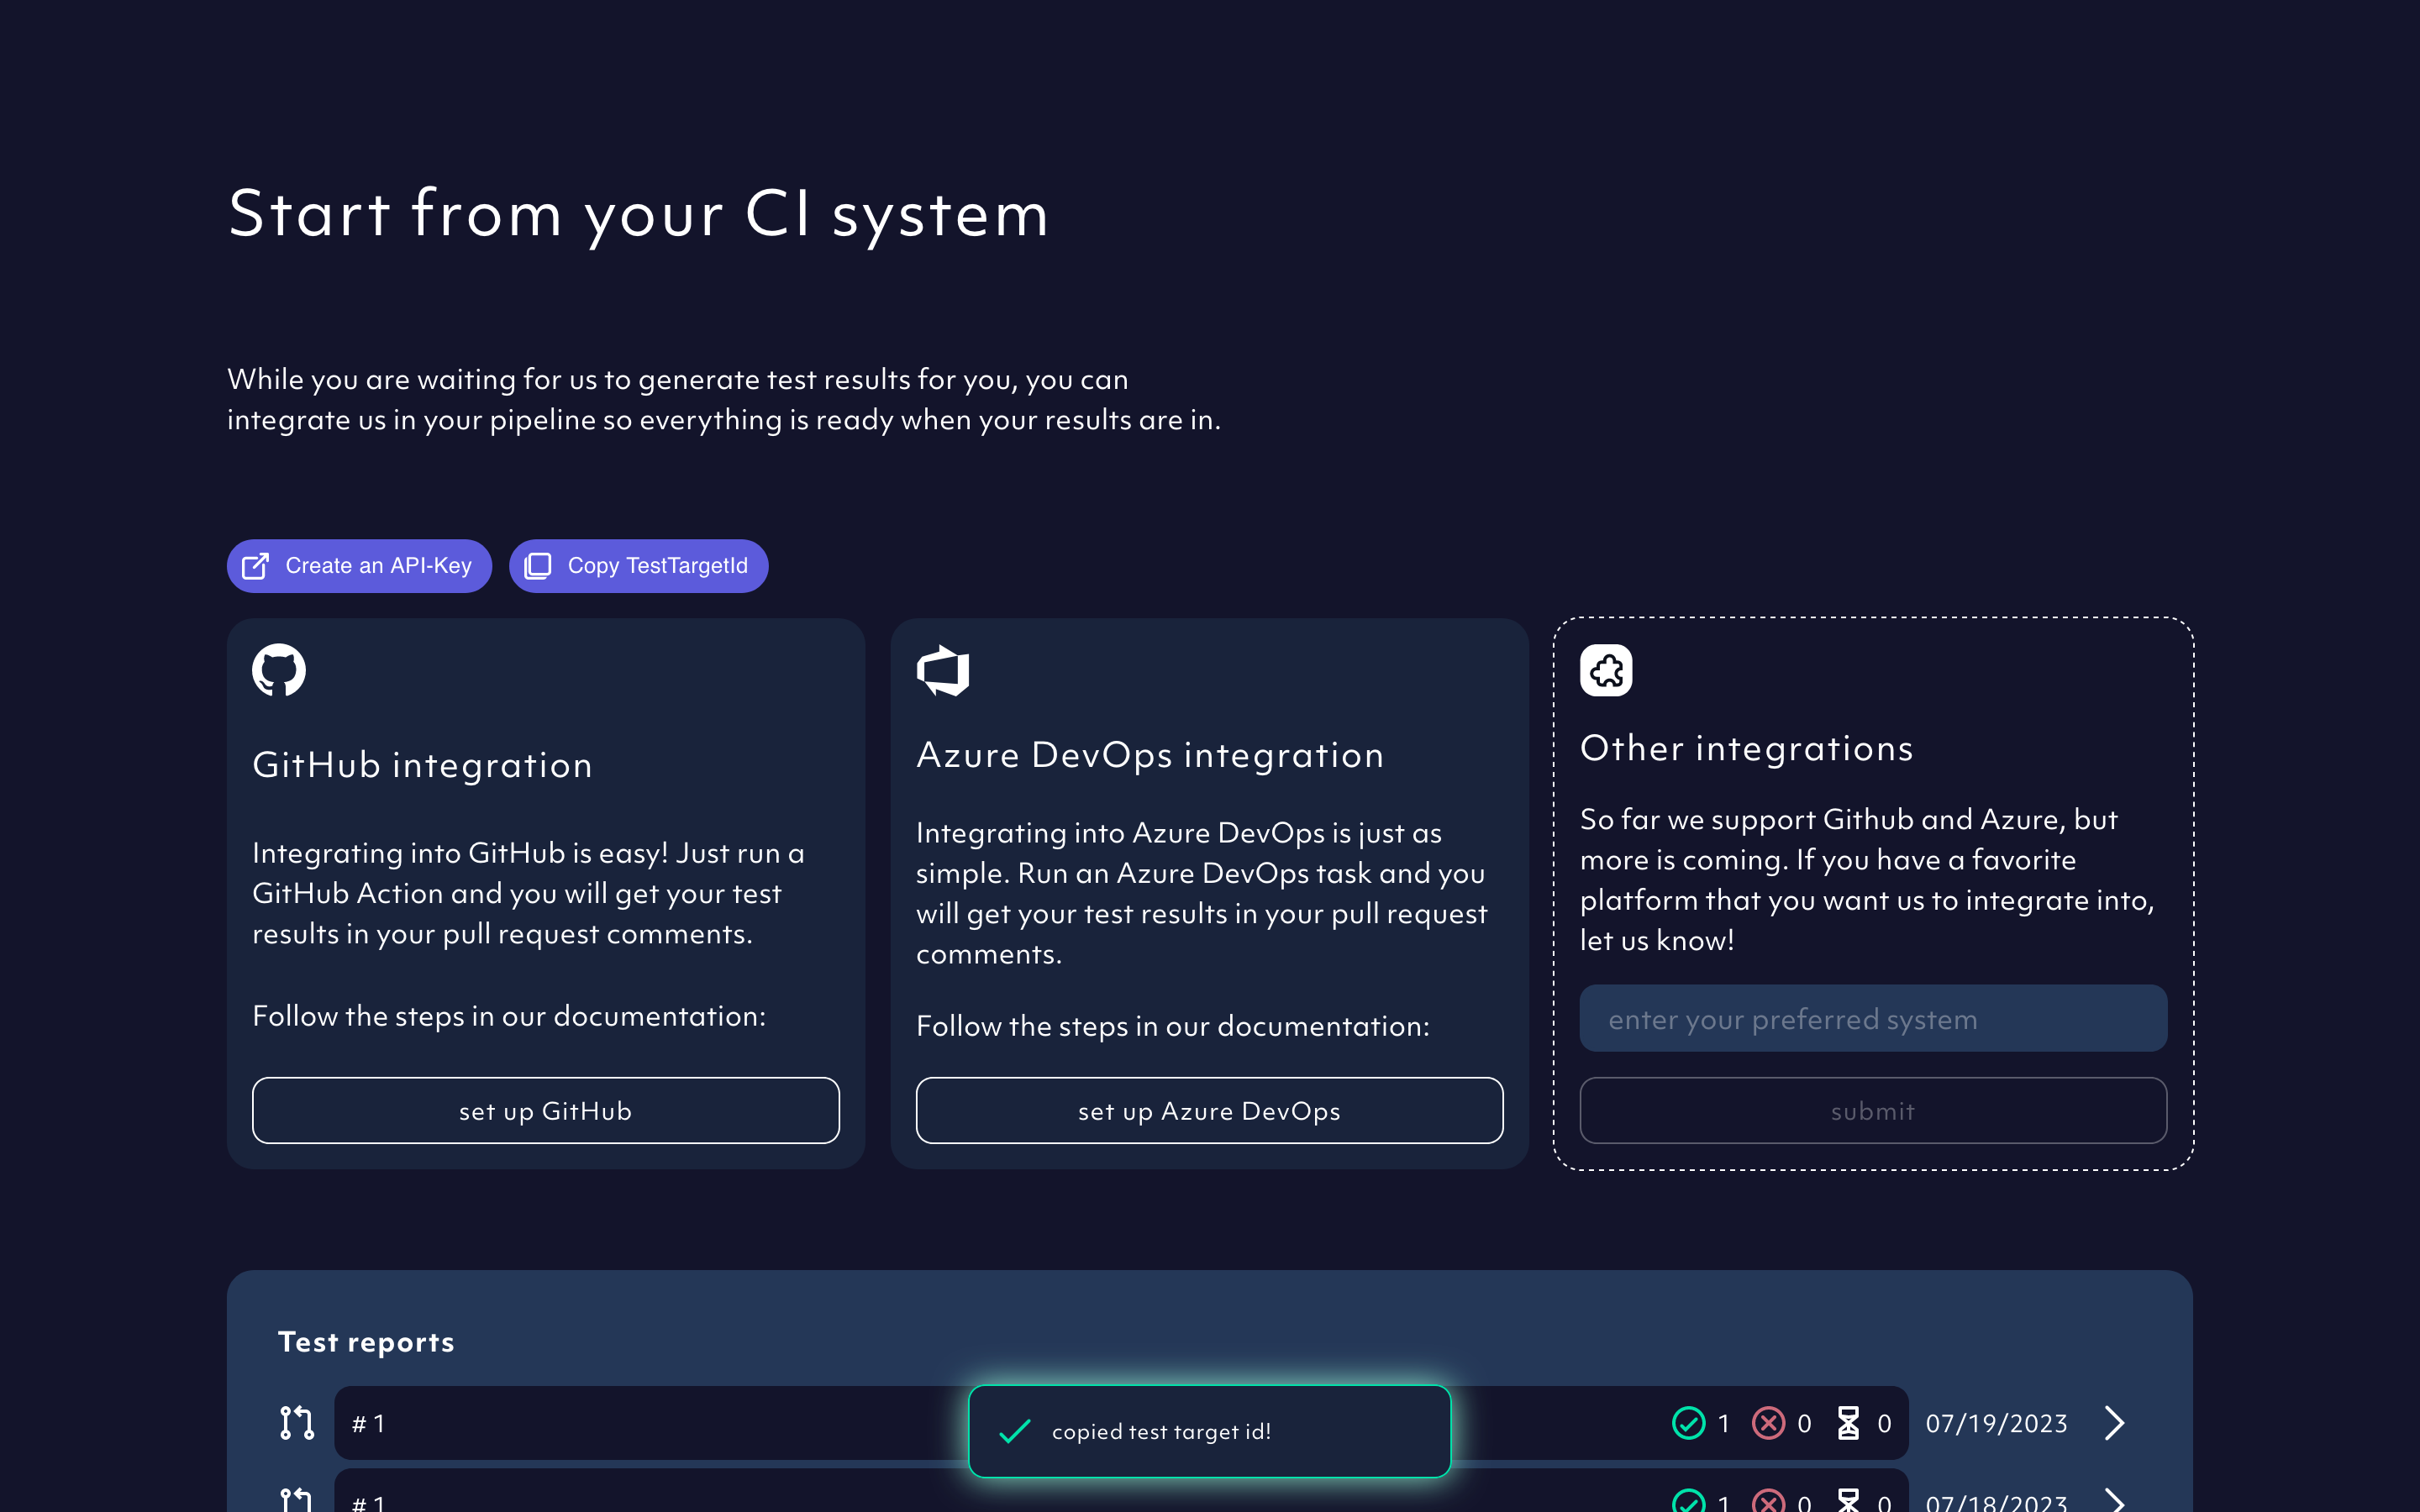 Start from your CI system
While you are waiting for us to generate test results for you, you can
integrate us in your pipeline so everything is ready when your results are in.
Create an API-Key
Copy TestTargetId
GitHub integration
Integrating into GitHub is easy! Just run a
GitHub Action and you will get your test
results in your pull request comments.
Follow the steps in our documentation:
set up GitHub
Azure DevOps integration
Integrating into Azure DevOps is just as
simple. Run an Azure DevOps task and you
will get your test results in your pull request
comments.
Follow the steps in our documentation:
set up Azure DevOps
Other integrations
So far we support Github and Azure, but
more is coming. If you have a favorite
platform that you want us to integrate into,
let us know!
enter your preferred system
submit
Test reports
# 1 1 0 0 07/19/2023
copied test target id!
# 1 1 0 0 07/18/2023